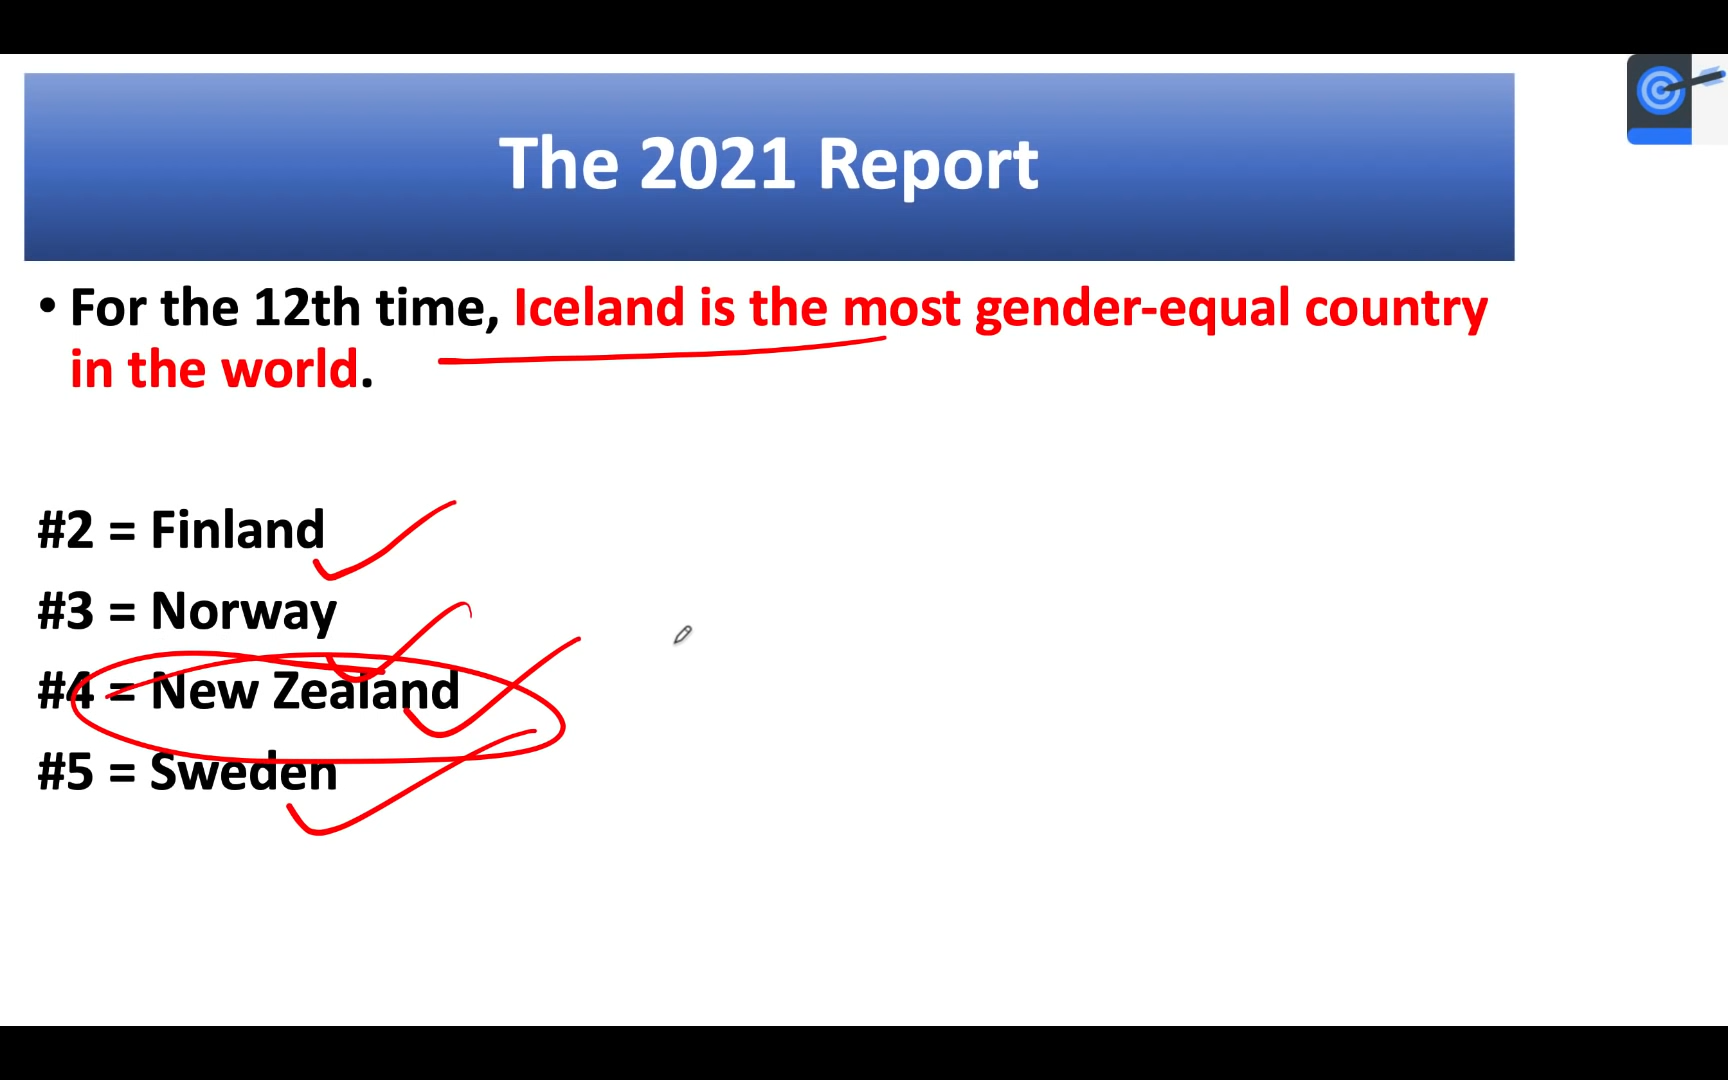 The 2021 Report
• For the 12th time, Iceland is the most gender-equal country
in the world.
#2 = Finland
#3 = Norway
#4 = New Zealand
#5 = Sweden